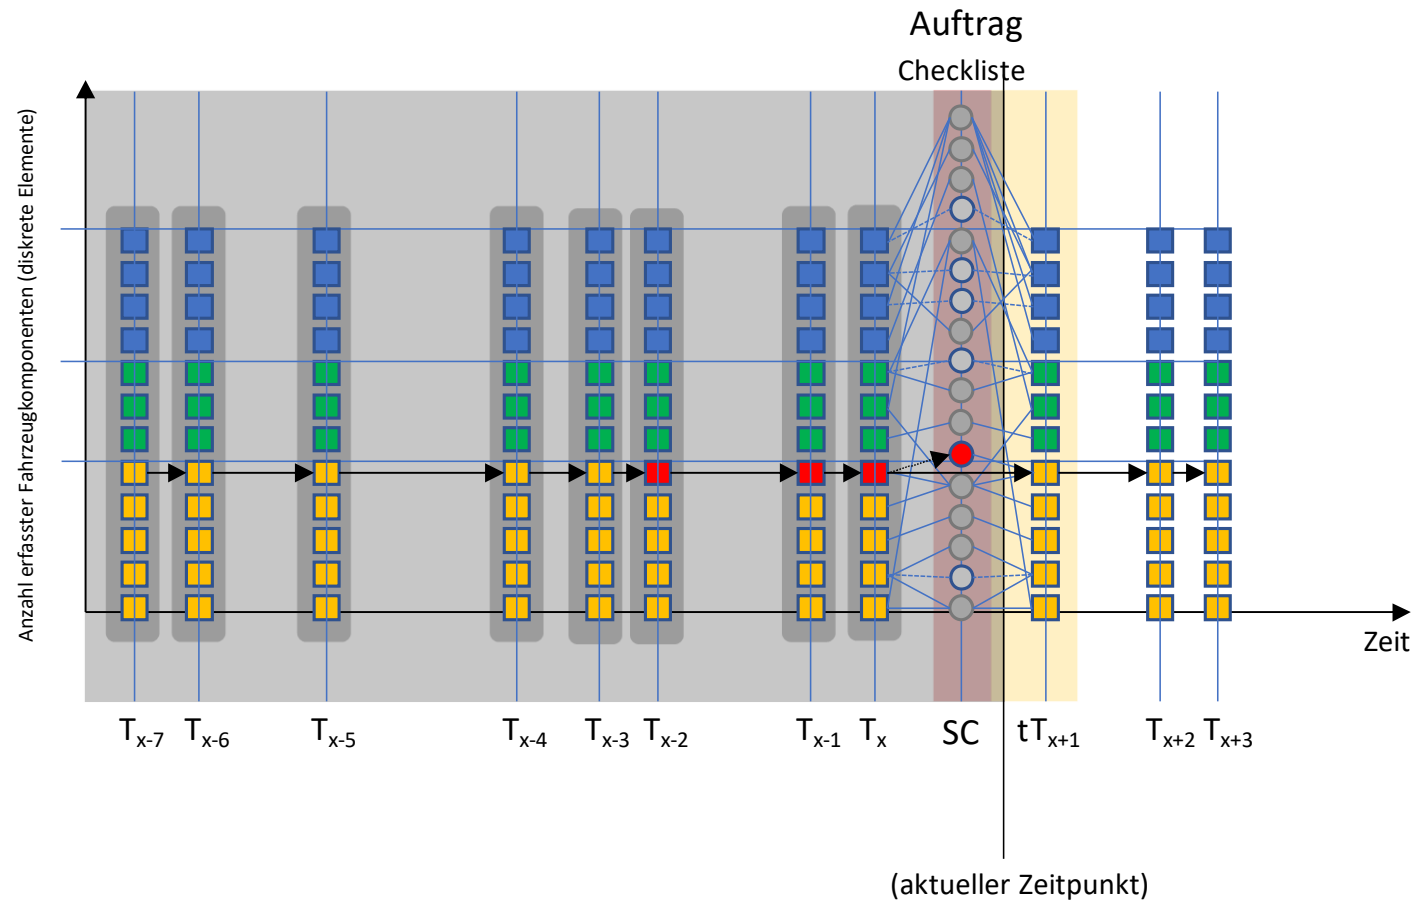 Auftrag
Checkliste
Anzahl erfasster Fahrzeugkomponenten (diskrete Elemente)
Zeit
Tx-7 Tx-6 Tx-5 Tx-4 Tx-3 Tx-2 Tx-1 Tx SC tTx+1 Tx+2 Tx+3
(aktueller Zeitpunkt)